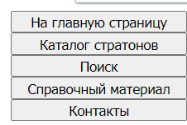 На главную страницу
Каталог стратонов
Поиск
Справочный материал
Контакты